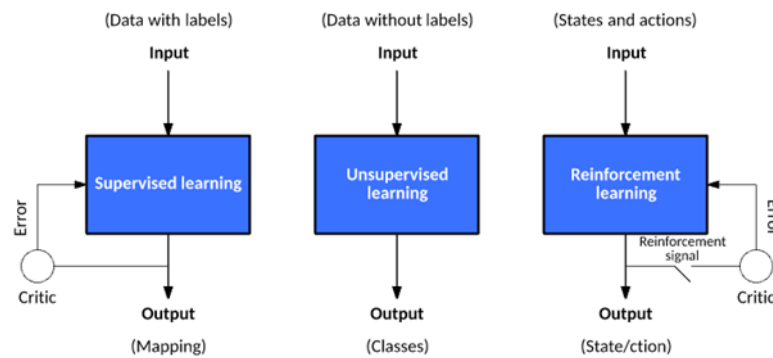 (Data with labels)
Input
Supervised learning
Error
Critic
Output
(Mapping)
(Data without labels)
Input
Unsupervised
learning
Output
(Classes)
(States and actions)
Input
Reinforcement
learning
Reinforcement
signal
Error
Critic
Output
(State/ction)